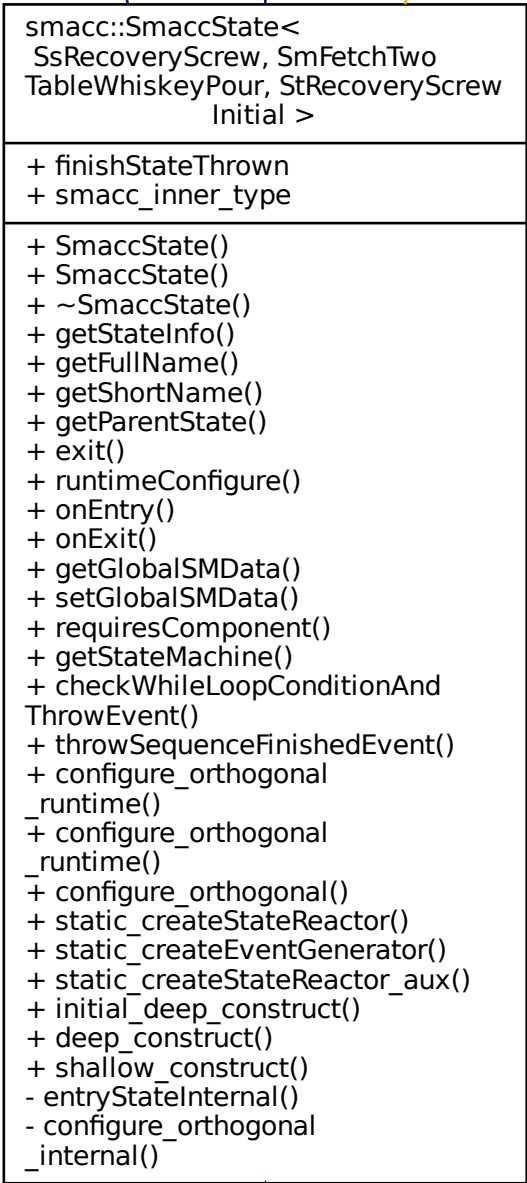 smacc::SmaccState<
SsRecoveryScrew, SmFetchTwo
TableWhiskeyPour, StRecoveryScrew
Initial >
+ finishStateThrown
+ smacc_inner_type
+ SmaccState()
+ SmaccState()
+ ~SmaccState()
+ getStateInfo()
+ getFullName()
+ getShortName()
+ getParentState()
+ exit()
+ runtimeConfigure()
+ onEntry()
+ onExit()
+ getGlobalSMData()
+ setGlobalSMData()
+ requiresComponent()
+ getStateMachine()
+ checkWhileLoopConditionAnd
ThrowEvent()
+ throwSequenceFinishedEvent()
+ configure_orthogonal
_runtime()
+ configure_orthogonal
_runtime()
+ configure_orthogonal()
+ static_createStateReactor()
+ static_createEventGenerator()
+ static_createStateReactor_aux()
+ initial_deep_construct()
+ deep_construct()
+ shallow_construct()
- entryStateInternal()
- configure_orthogonal
_internal()